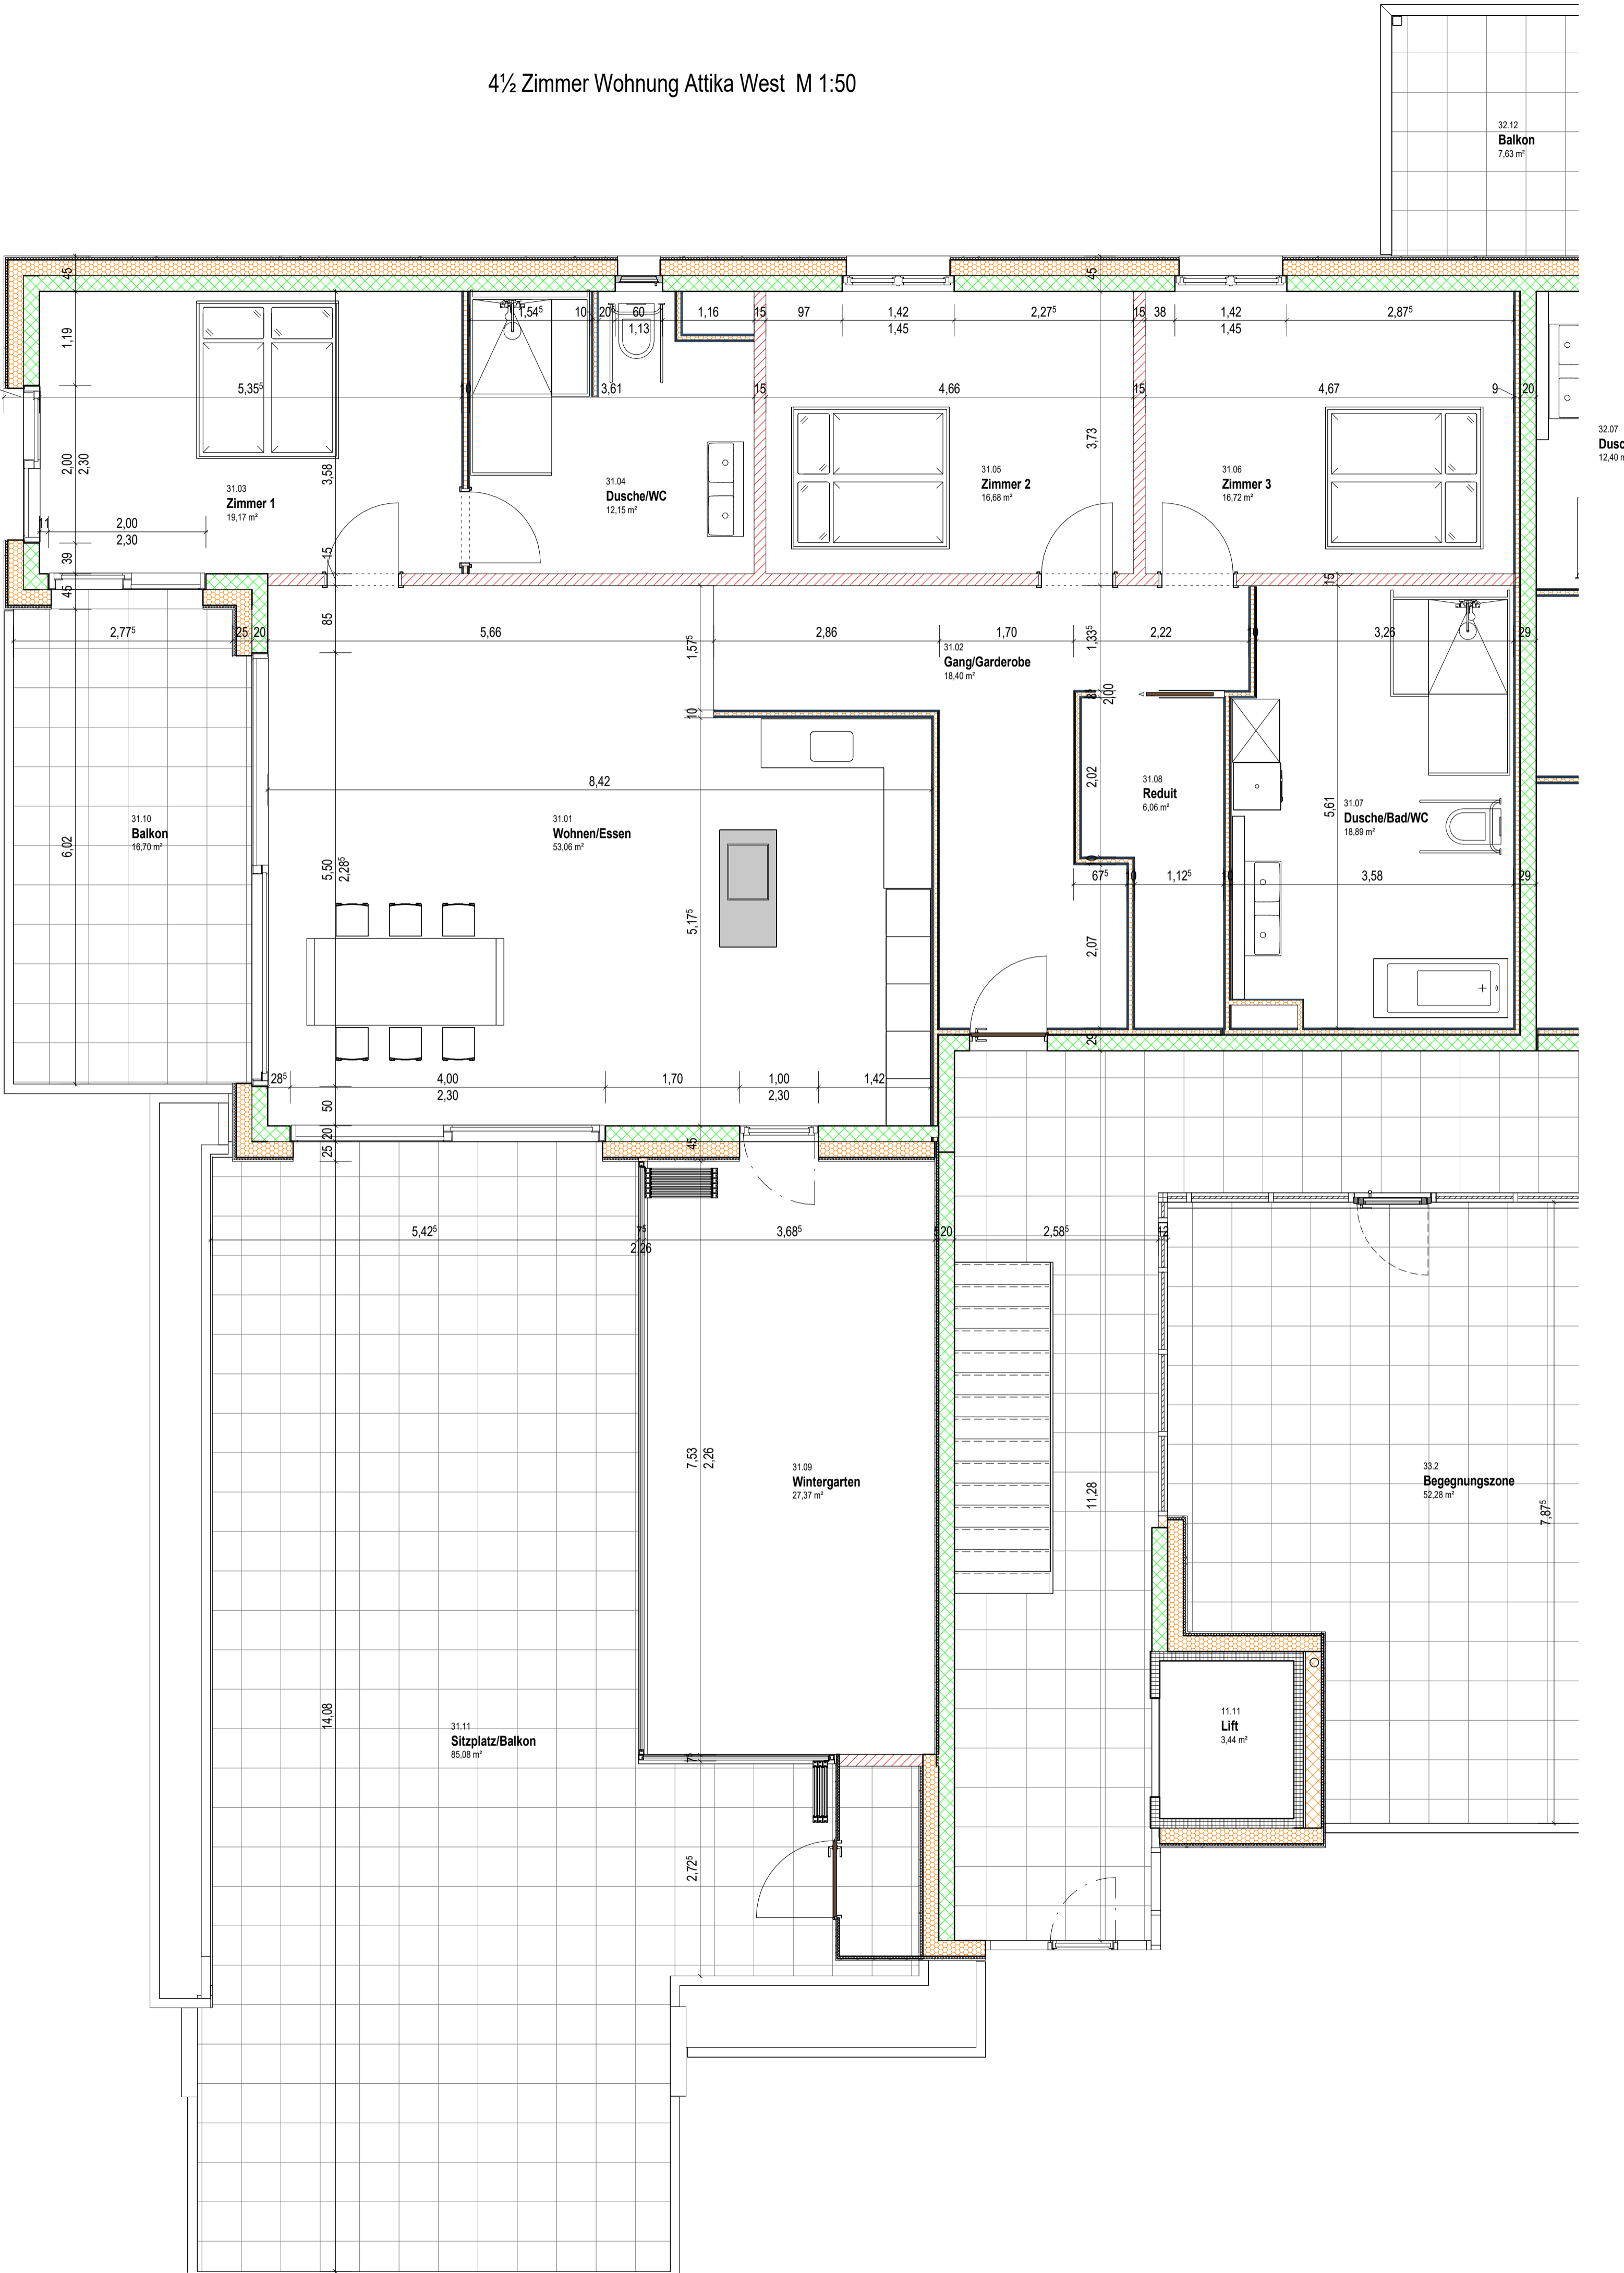 4½ Zimmer Wohnung Attika West M 1:50
32.12
Balkon
7,63 m²
45
45
1,54⁵ 10 20⁵ 60 1,16 15 97 1,42 2,27⁵ 15 38 1,42 2,87⁵
1,13 1,45 1,45
1,19
5,35⁵ 10 3,61 15 4,66 15 4,67 9 20
32.07
12,40
3,73
2,00
2,30
3,58
31.03
Zimmer 1
19,17 m²
31.04
Dusche/WC
12,15 m²
31.05
Zimmer 2
16,68 m²
31.06
Zimmer 3
16,72 m²
11 2,00
2,30
39
15
15
45
85
2,77⁵ 25 20 5,66 2,86 1,70 2,22 10 3,26 29
1,57⁵
1,33⁵
31.02
Gang/Garderobe
18,40 m²
2,00
10
8,42
2,02
31.08
Reduit
6,06 m²
5,61
31.07
Dusche/Bad/WC
18,89 m²
31.10
Balkon
16,70 m²
31.01
Wohnen/Essen
53,06 m²
6,02
5,50
2,28⁵
10
67⁵ 10 1,12⁵ 10 3,58 29
5,17⁵
2,07
29
28⁵ 4,00 1,70 1,00 1,42
2,30 2,30
50
20
25
45
5,42⁵ 7⁵ 3,68⁵ 5 20 2,58⁵ 12
2,26
7,53
2,26
31.09
Wintergarten
27,37 m²
11,28
33.2
Begegnungszone
52,28 m²
7,87⁵
14,08
31.11
Sitzplatz/Balkon
85,08 m²
7⁵
11.11
Lift
3,44 m²
2,72⁵